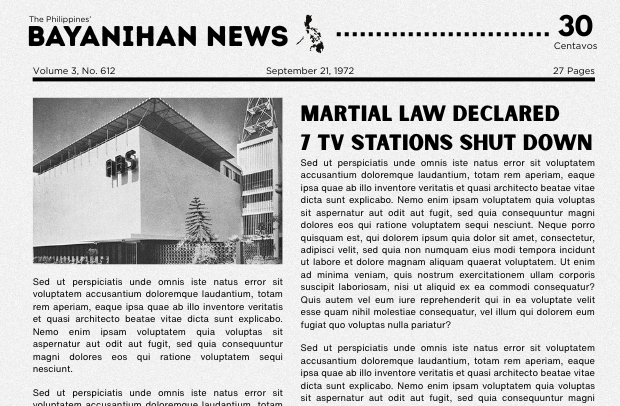 The Philippines'
BAYANIHAN NEWS
30
Centavos
Volume 3, No. 612
September 21, 1972
27 Pages
MARTIAL LAW DECLARED
7 TV STATIONS SHUT DOWN
Sed ut perspiciatis unde omnis iste natus error sit voluptatem
accusantium doloremque laudantium, totam rem aperiam, eaque
ipsa quae ab illo inventore veritatis et quasi architecto beatae vitae
dicta sunt explicabo. Nemo enim ipsam voluptatem quia voluptas
sit aspernatur aut odit aut fugit, sed quia consequuntur magni
dolores eos qui ratione voluptatem sequi nesciunt. Neque porro
quisquam est, qui dolorem ipsum quia dolor sit amet, consectetur,
adipisci velit, sed quia non numquam eius modi tempora incidunt
ut labore et dolore magnam aliquam quaerat voluptatem. Ut enim
ad minima veniam, quis nostrum exercitationem ullam corporis
suscipit laboriosam, nisi ut aliquid ex ea commodi consequatur?
Quis autem vel eum iure reprehenderit qui in ea voluptate velit
esse quam nihil molestiae consequatur, vel illum qui dolorem eum
fugiat quo voluptas nulla pariatur?
Sed ut perspiciatis unde omnis iste natus error sit voluptatem
accusantium doloremque laudantium, totam rem aperiam, eaque
ipsa quae ab illo inventore veritatis et quasi architecto beatae vitae
dicta sunt explicabo. Nemo enim ipsam voluptatem quia voluptas
sit aspernatur aut odit aut fugit, sed quia consequuntur magni
Sed ut perspiciatis unde omnis iste natus error sit
voluptatem accusantium doloremque laudantium, totam
rem aperiam, eaque ipsa quae ab illo inventore veritatis
et quasi architecto beatae vitae dicta sunt explicabo.
Nemo enim ipsam voluptatem quia voluptas sit
aspernatur aut odit aut fugit, sed quia consequuntur
magni dolores eos qui ratione voluptatem sequi
nesciunt.
Sed ut perspiciatis unde omnis iste natus error sit
voluptatem accusantium doloremque laudantium, totam